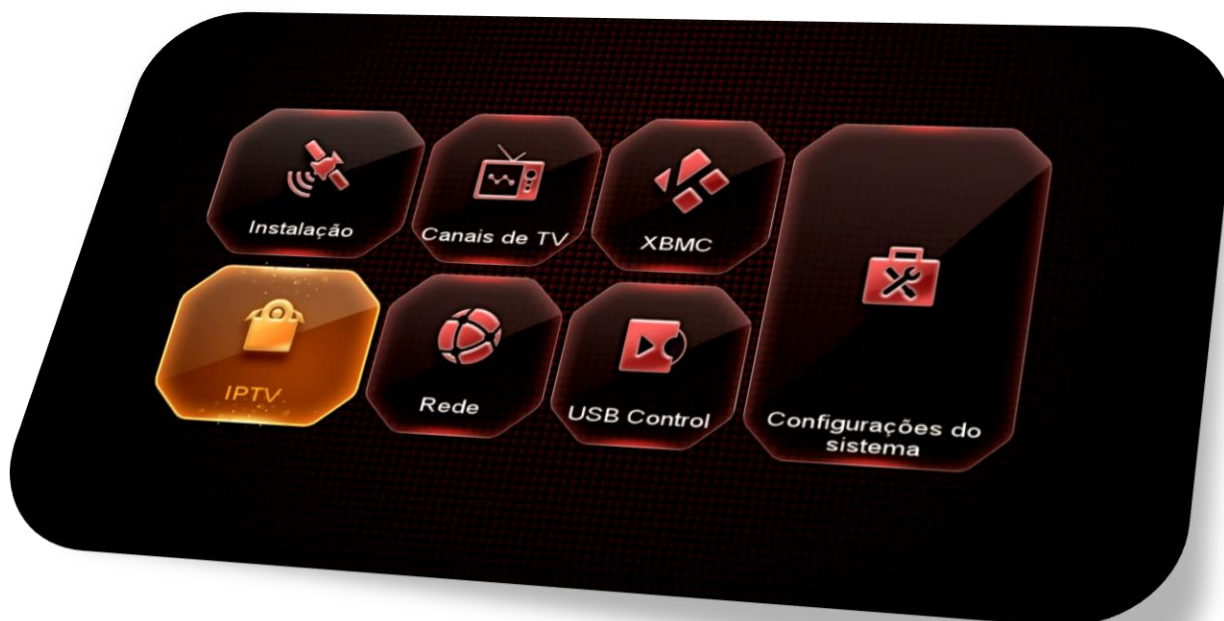 Instalação
Canais de TV
XBMC
IPTV
Rede
USB Control
Configurações do
sistema